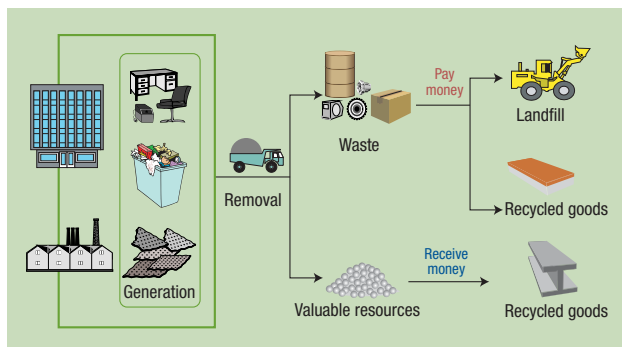 Generation
Removal
Waste
Pay
money
Landfill
Recycled goods
Valuable resources
Receive
money
Recycled goods